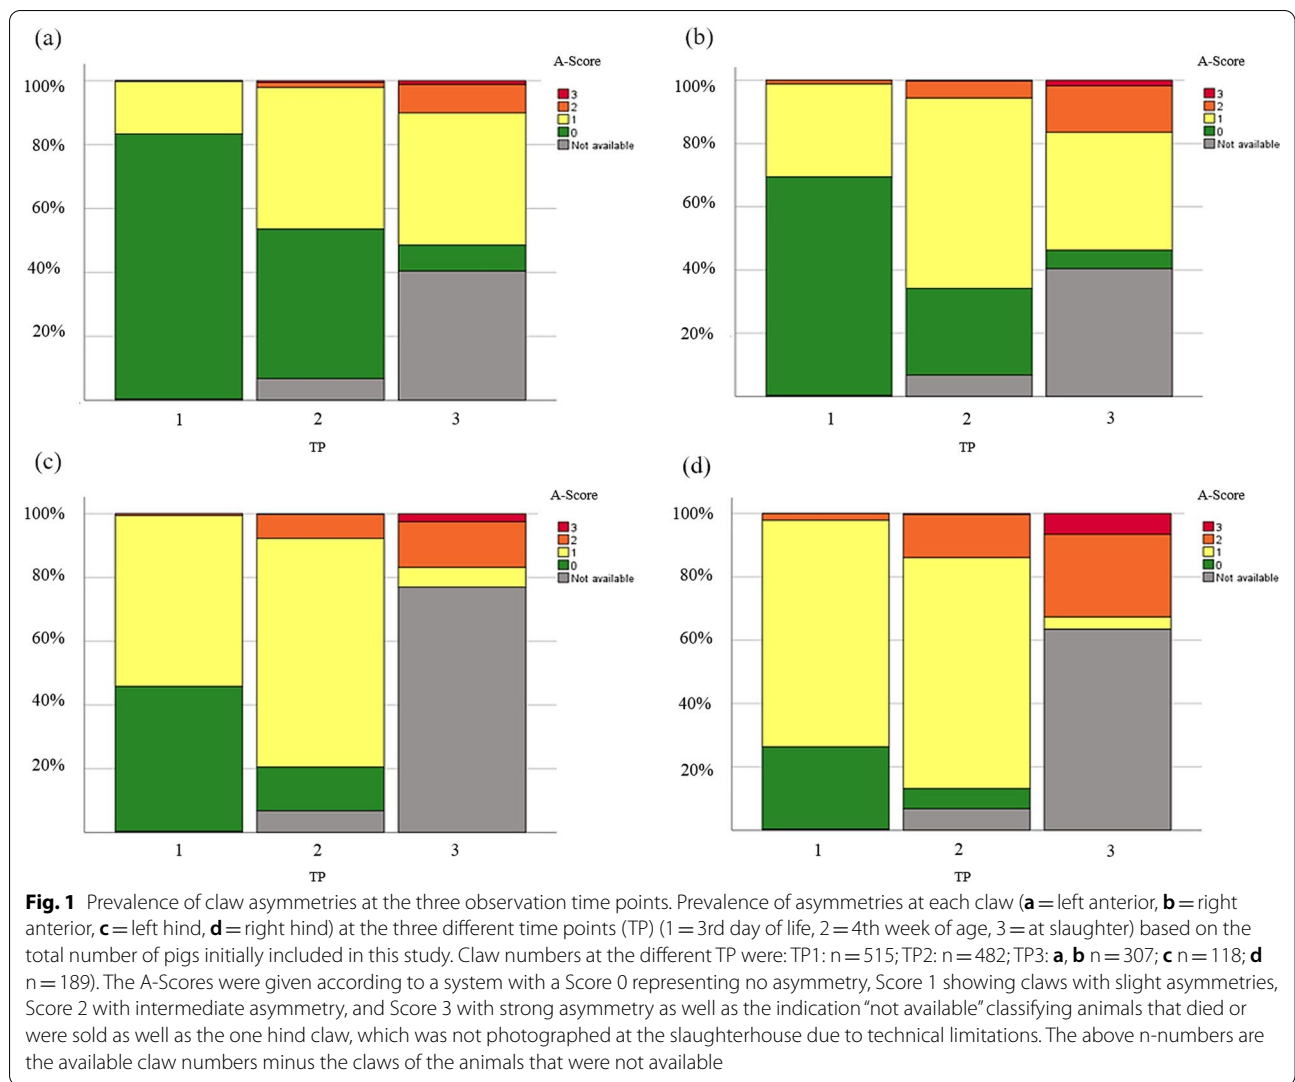 (a)
A-Score
3
2
1
0
Not available
100%
80%
60%
40%
20%
1 2 3
TP
(b)
A-Score
3
2
1
0
Not available
100%
80%
60%
40%
20%
1 2 3
TP
(c)
A-Score
3
2
1
0
Not available
100%
80%
60%
40%
20%
1 2 3
TP
(d)
A-Score
3
2
1
0
Not available
100%
80%
60%
40%
20%
1 2 3
TP
Fig. 1 Prevalence of claw asymmetries at the three observation time points. Prevalence of asymmetries at each claw (a = left anterior, b = right
anterior, c = left hind, d = right hind) at the three different time points (TP) (1 = 3rd day of life, 2 = 4th week of age, 3 = at slaughter) based on the
total number of pigs initially included in this study. Claw numbers at the different TP were: TP1: n = 515; TP2: n = 482; TP3: a, b n = 307; c n = 118; d
n = 189). The A-Scores were given according to a system with a Score 0 representing no asymmetry, Score 1 showing claws with slight asymmetries,
Score 2 with intermediate asymmetry, and Score 3 with strong asymmetry as well as the indication “not available” classifying animals that died or
were sold as well as the one hind claw, which was not photographed at the slaughterhouse due to technical limitations. The above n-numbers are
the available claw numbers minus the claws of the animals that were not available